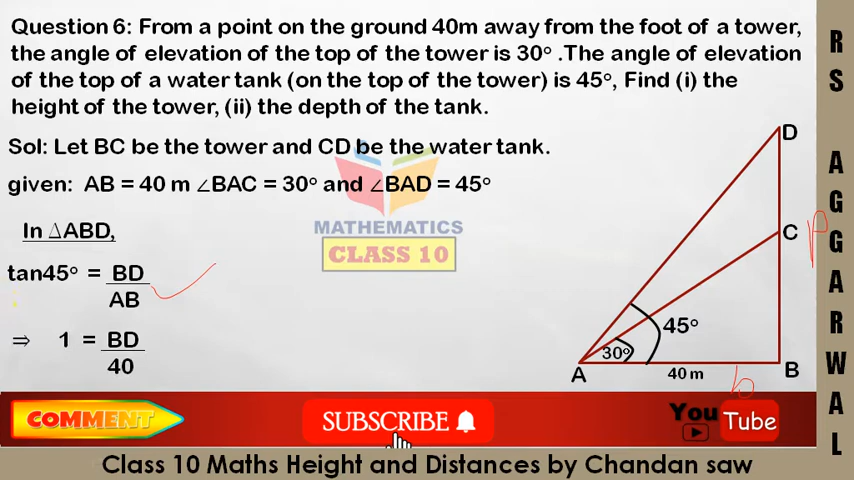 Question 6: From a point on the ground 40m away from the foot of a tower,
the angle of elevation of the top of the tower is 30° .The angle of elevation
of the top of a water tank (on the top of the tower) is 45°, Find (i) the
height of the tower, (ii) the depth of the tank.
Sol: Let BC be the tower and CD be the water tank.
given: AB = 40 m ∠BAC = 30° and ∠BAD = 45°
In ∆ABD,
tan45° = BD
AB
⇒ 1 = BD
40
MATHEMATICS
CLASS 10
D
C
P
45°
30°
A
40 m
b
B
RS AGGARWAL
COMMENT
SUBSCRIBE
You Tube
Class 10 Maths Height and Distances by Chandan saw